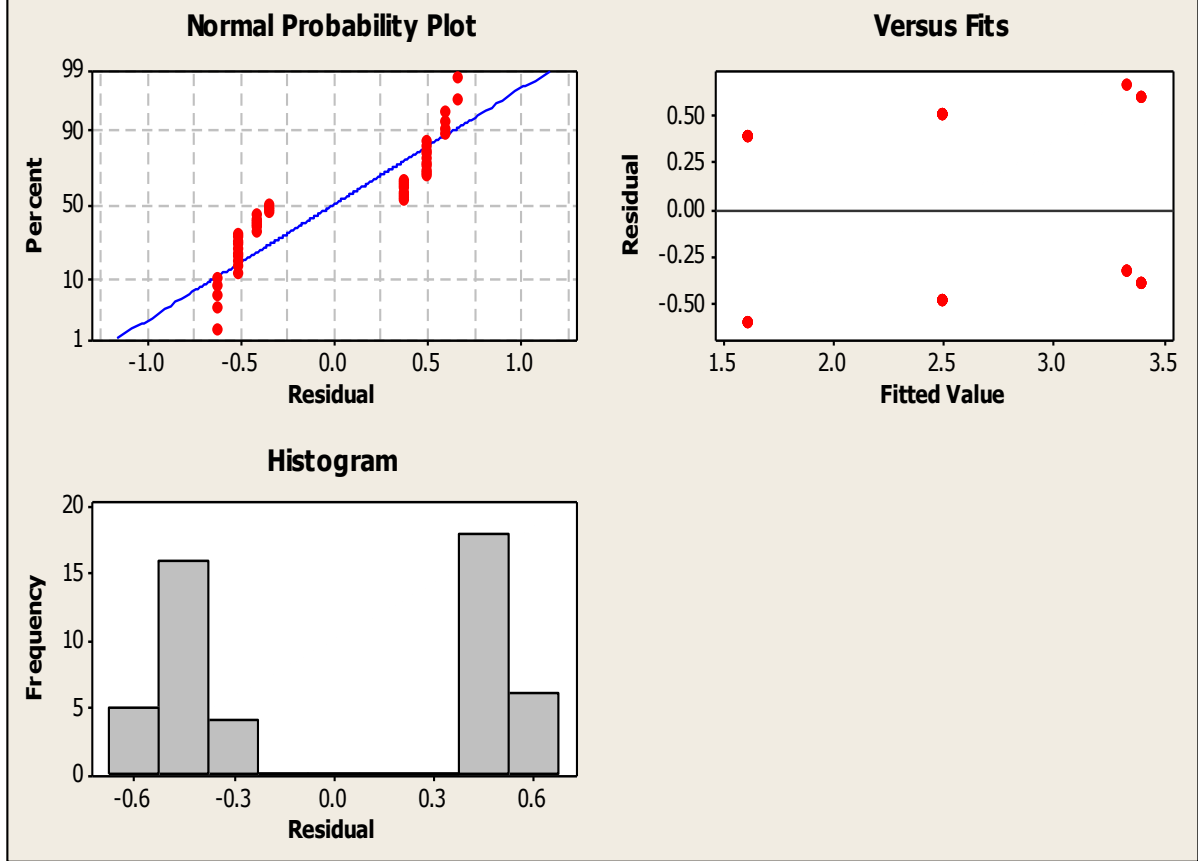 Normal Probability Plot
Percent
99
90
50
10
1
-1.0 -0.5 0.0 0.5 1.0
Residual
Versus Fits
Residual
0.50
0.25
0.00
-0.25
-0.50
1.5 2.0 2.5 3.0 3.5
Fitted Value
Histogram
Frequency
20
15
10
5
0
-0.6 -0.3 0.0 0.3 0.6
Residual